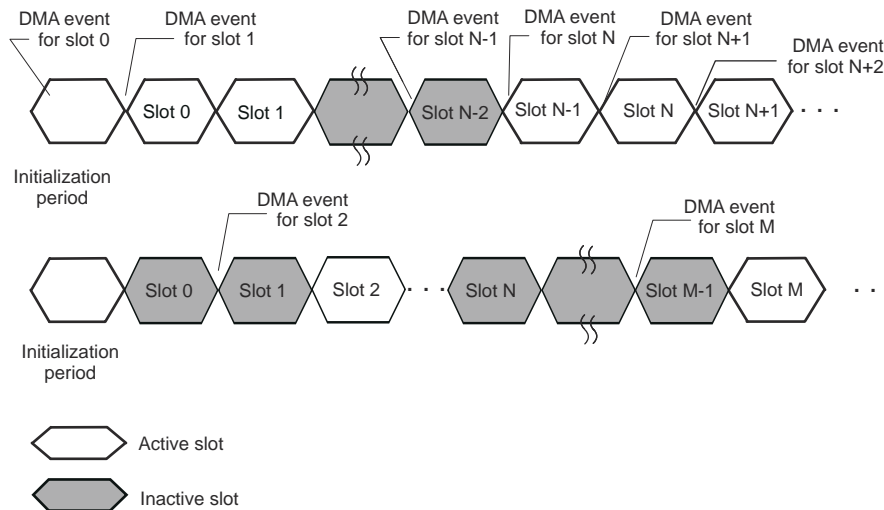 DMA event
for slot 0
DMA event
for slot 1
DMA event
for slot N-1
DMA event
for slot N
DMA event
for slot N+1
DMA event
for slot N+2
Slot 0
Slot 1
Slot N-2
Slot N-1
Slot N
Slot N+1
. . .
Initialization
period
DMA event
for slot 2
DMA event
for slot M
Slot 0
Slot 1
Slot 2
. . .
Slot N
Slot M-1
Slot M
. .
Initialization
period
Active slot
Inactive slot